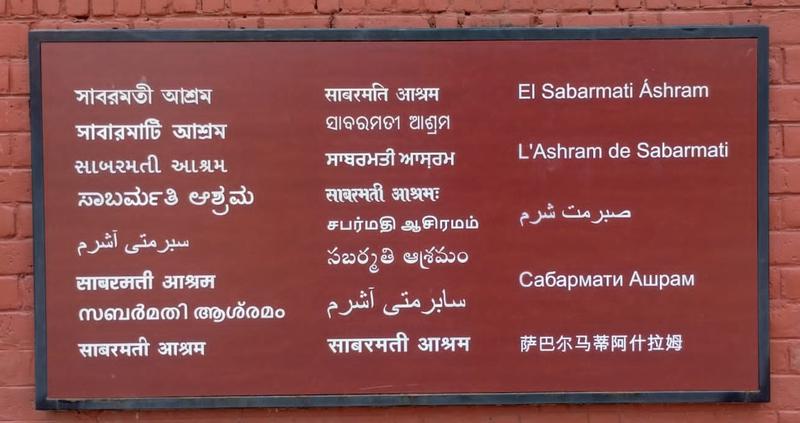 সাবৰমতী আশ্ৰম
সাবারমাটি আশ্রম
સાબરમતી આશ્રમ
ಸಾಬರ್ಮತಿ ಆಶ್ರಮ
سبرمتی آشرم
साबरमती आश्रम
സബർമതി ആശ്രമം
साबरमती आश्रम
साबरमति आश्रम
ସାବରମତୀ ଆଶ୍ରମ
ਸਾਬਰਮਤੀ ਆਸ਼ਰਮ
साबरमती आश्रमः
சபர்மதி ஆசிரமம்
సబర్మతి ఆశ్రమం
سابرمتی آشرم
साबरमती आश्रम
El Sabarmati Áshram
L'Ashram de Sabarmati
صبرمت شرم
Сабармати Ашрам
萨巴尔马蒂阿什拉姆